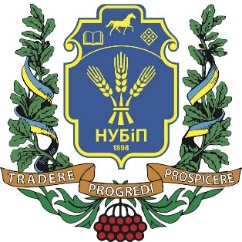 НУБіП
1898
TRADERE
PROGREDI
PROSPICERE